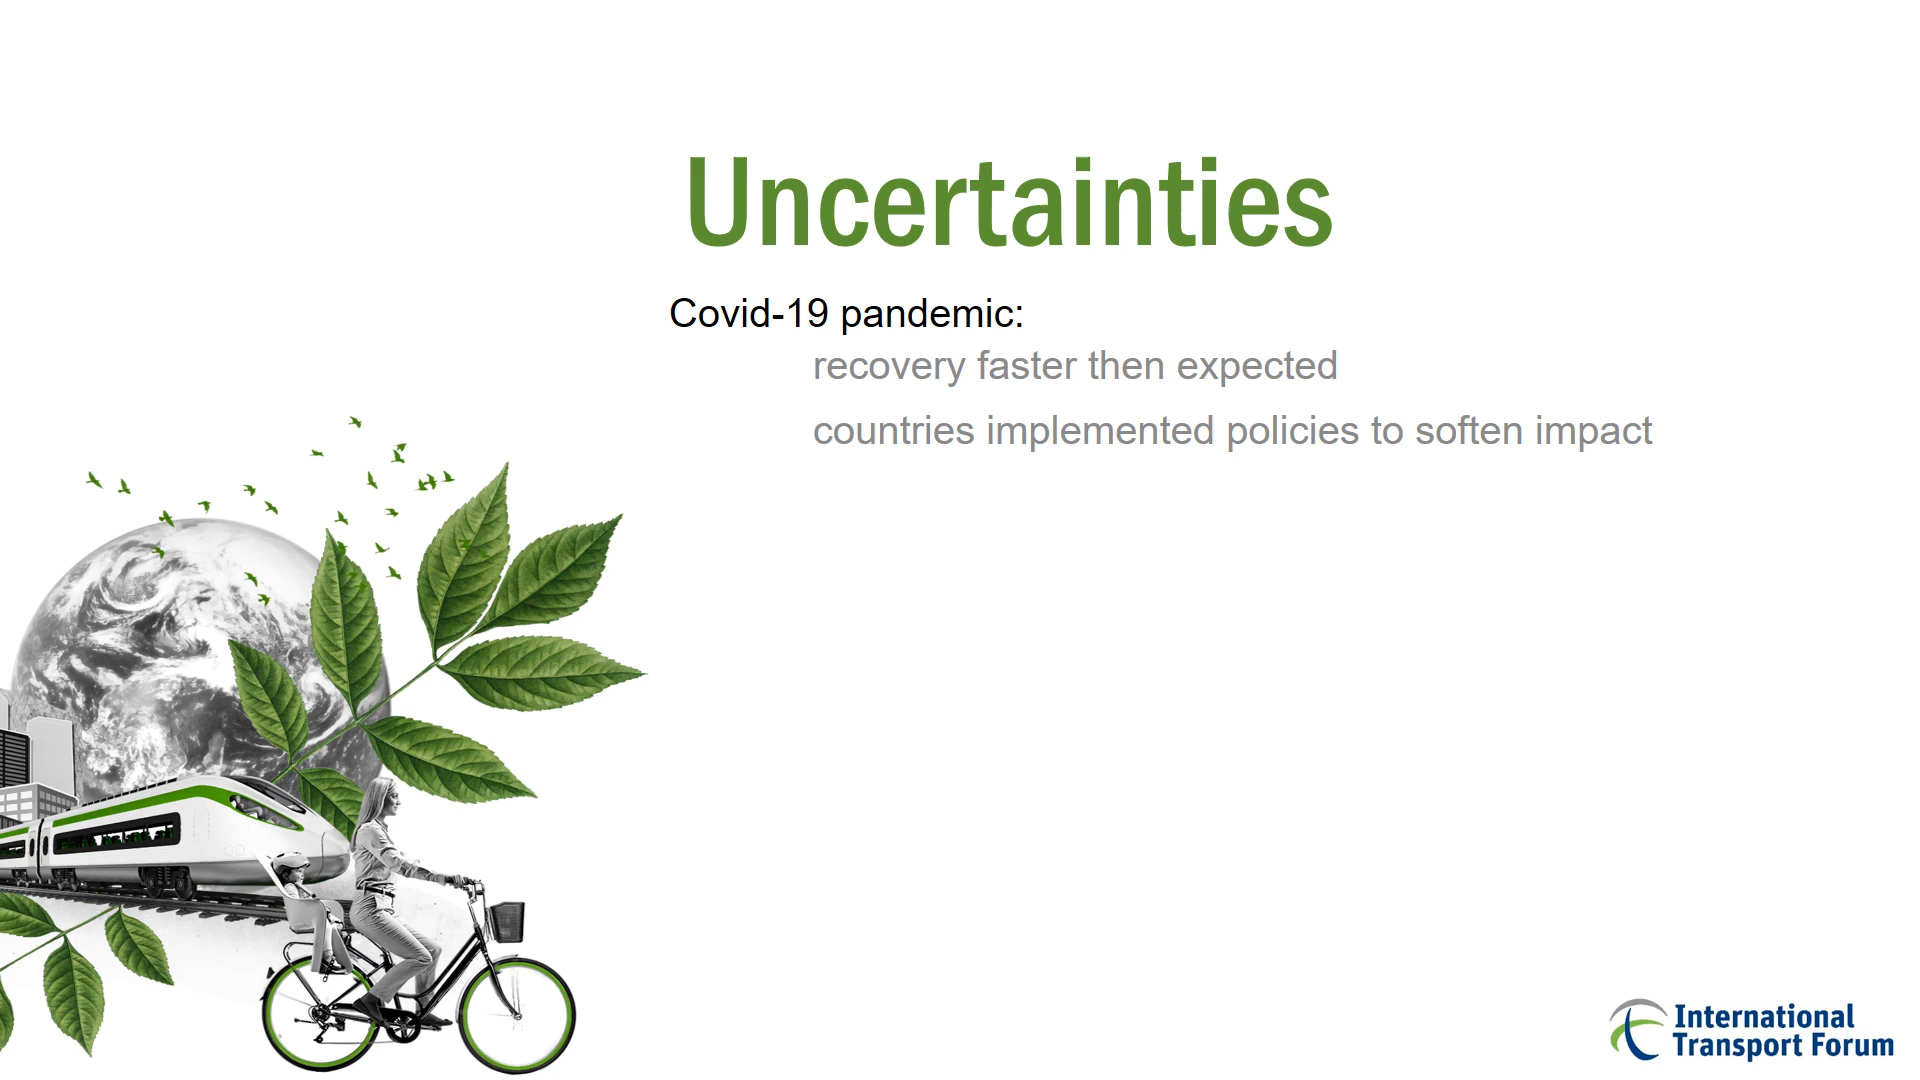 Uncertainties
Covid-19 pandemic:
recovery faster then expected
countries implemented policies to soften impact
International
Transport Forum